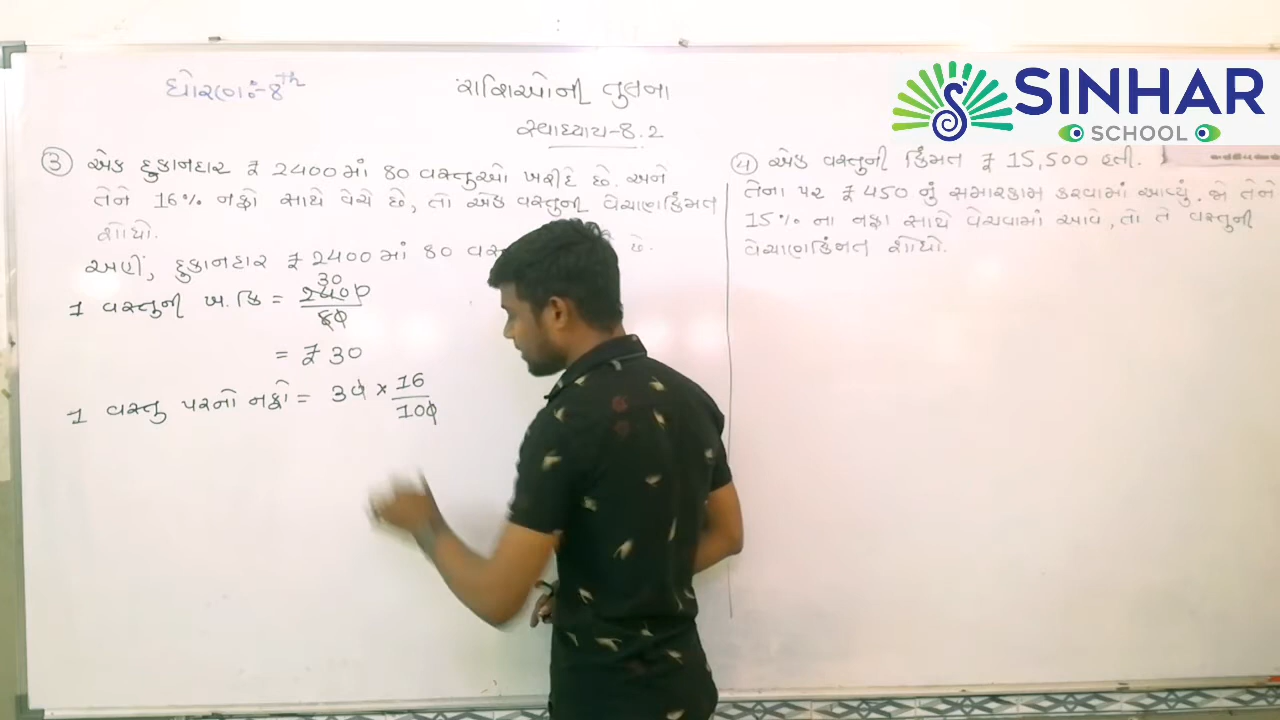 ધોરણ:-8th
રાશિઓની તુલના
સ્વાધ્યાય-8.2
SINHAR
SCHOOL
③ એક દુકાનદાર ₹ 2400માં 80 વસ્તુઓ ખરીદે છે. અને
તેને 16% નફો સાથે વેચે છે, તો એક વસ્તુની વેચાણકિંમત
શોધો.
અહીં, દુકાનદાર ₹ 2400માં 80 છે.
30
1 વસ્તુની ખ. કિ = 2400
80
= ₹ 30
1 વસ્તુ પરનો નફો = 30 × 16
100
④ એક વસ્તુની કિંમત ₹ 15,500 હતી.
તેના પર ₹ 450 નું સમારકામ કરવામાં આવ્યું. જો તેને
15% ના નફા સાથે વેચવામાં આવે, તો તે વસ્તુની
વેચાણકિંમત શોધો.